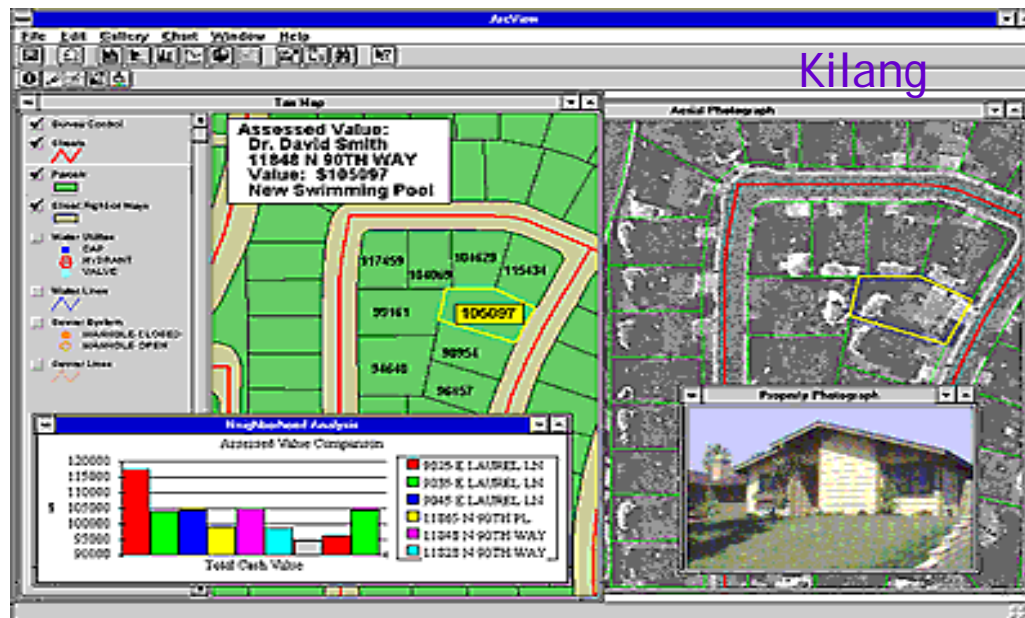 ArcView
File Edit Gallery Chart Window Help
Kilang
Tax Map
Aerial Photograph
Survey Control
Streets
Parcels
Street Right of Ways
Water Utilities
CAP
HYDRANT
VALVE
Water Lines
Sewer System
MANHOLE CLOSED
MANHOLE OPEN
Sewer Lines
Assessed Value:
Dr. David Smith
11848 N 90TH WAY
Value: $105097
New Swimming Pool
117459
104069
104629
115434
99161
105097
98954
94648
96457
Property Photograph
Neighborhood Analysis
Assessed Value Comparison
120000
115000
110000
105000
100000
95000
90000
Total Cash Value
9025 E LAUREL LN
9035 E LAUREL LN
9045 E LAUREL LN
11865 N 90TH PL
11848 N 90TH WAY
11828 N 90TH WAY